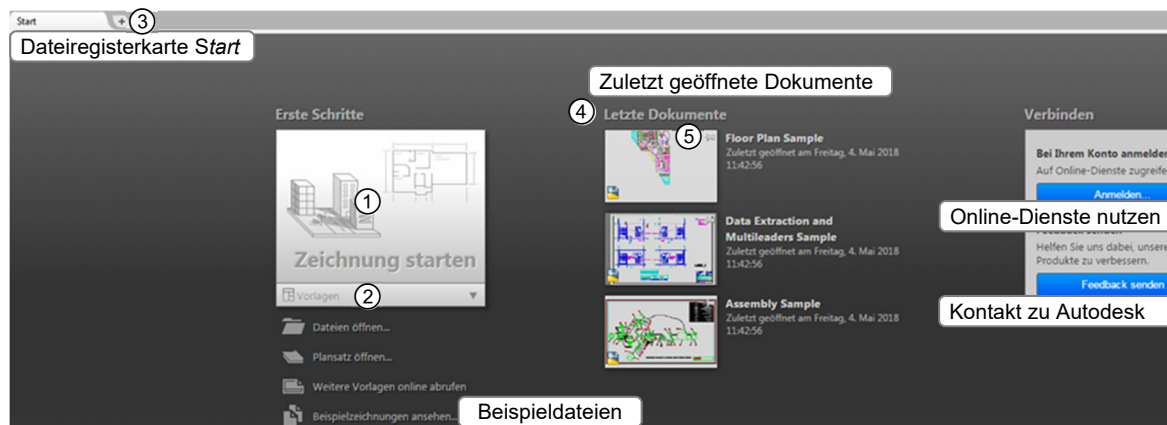 Start
+
3
Dateiregisterkarte Start
Zuletzt geöffnete Dokumente
Erste Schritte
4
Letzte Dokumente
Verbinden
5
Floor Plan Sample
Zuletzt geöffnet am Freitag, 4. Mai 2018
11:42:56
Bei Ihrem Konto anmelden
Auf Online-Dienste zugreife
Anmelden...
1
Zeichnung starten
Data Extraction and
Multileaders Sample
Zuletzt geöffnet am Freitag, 4. Mai 2018
11:42:56
Online-Dienste nutzen
Feedback senden
Helfen Sie uns dabei, unsere
Produkte zu verbessern.
Feedback senden
2
Vorlagen
Kontakt zu Autodesk
Assembly Sample
Zuletzt geöffnet am Freitag, 4. Mai 2018
11:42:56
Dateien öffnen...
Plansatz öffnen...
Weitere Vorlagen online abrufen
Beispielzeichnungen ansehen...
Beispieldateien